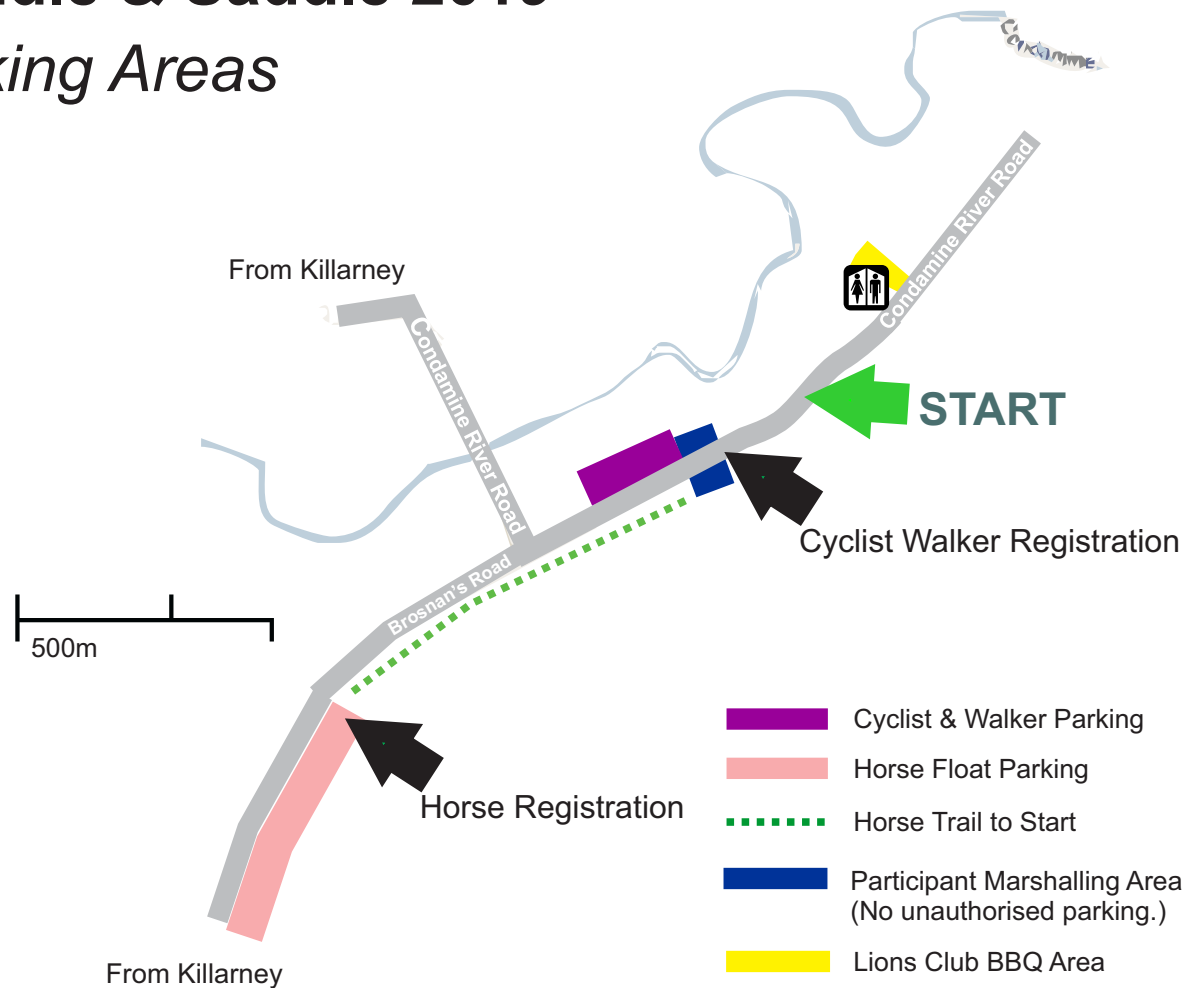 & Saddle 2015
king Areas
From Killarney
Condamine River Road
Condamine River Road
START
Cyclist Walker Registration
Brosnan's Road
500m
Horse Registration
From Killarney
Cyclist & Walker Parking
Horse Float Parking
Horse Trail to Start
Participant Marshalling Area
(No unauthorised parking.)
Lions Club BBQ Area